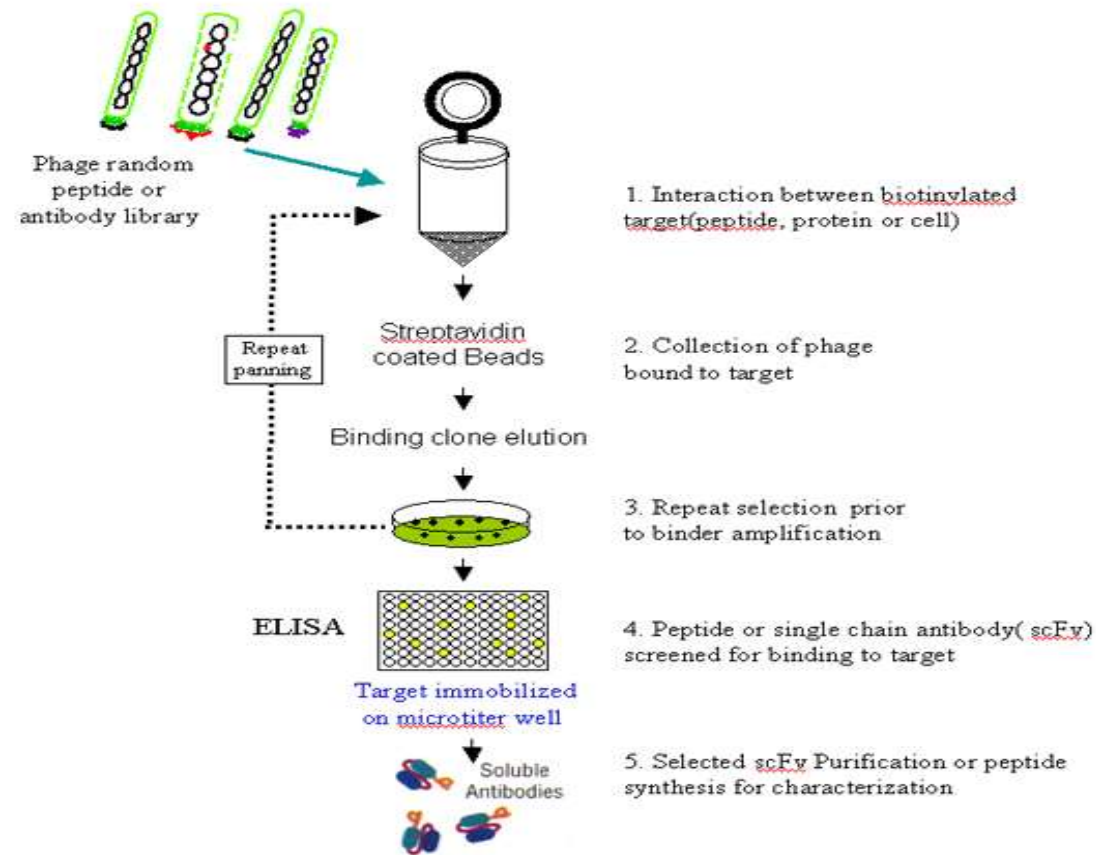 Phage random
peptide or
antibody library
1. Interaction between biotinylated
target(peptide, protein or cell)
Streptavidin
coated Beads
2. Collection of phage
bound to target
Repeat
panning
Binding clone elution
3. Repeat selection prior
to binder amplification
ELISA
4. Peptide or single chain antibody( scFv)
screened for binding to target
Target immobilized
on microtiter well
5. Selected scFv Purification or peptide
synthesis for characterization
Soluble
Antibodies